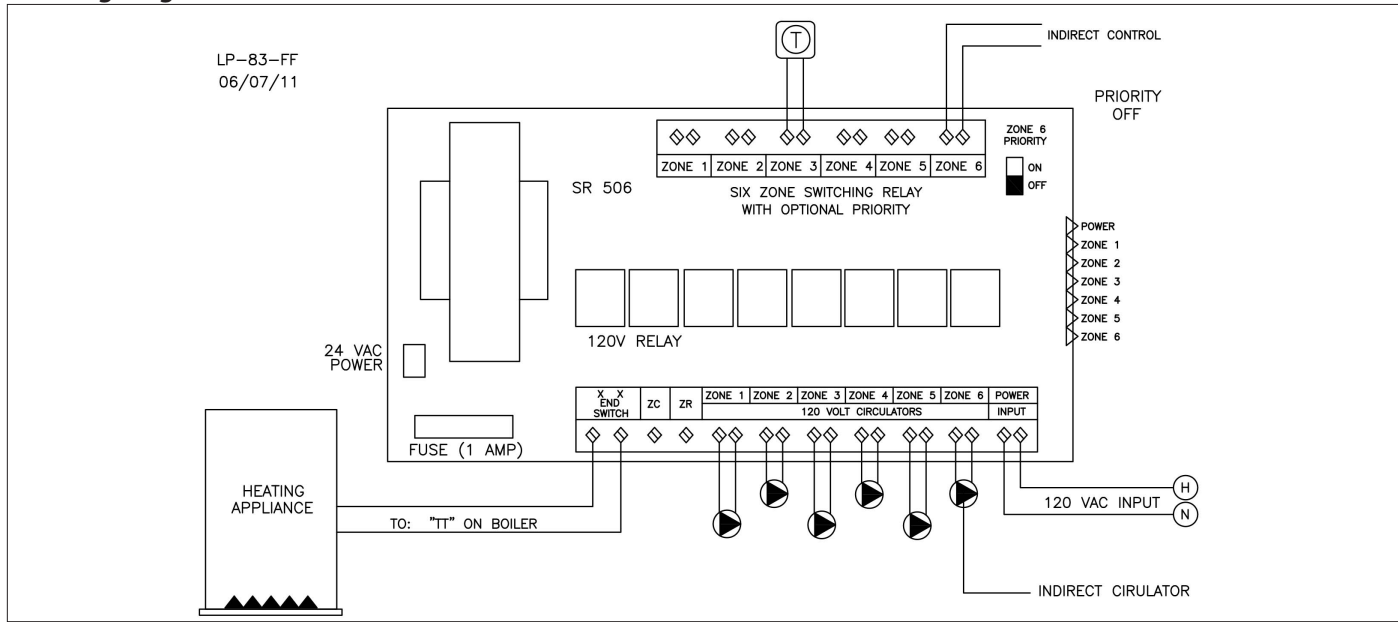 LP-83-FF
06/07/11
T
INDIRECT CONTROL
PRIORITY
OFF
ZONE 6
PRIORITY
ON
OFF
ZONE 1 ZONE 2 ZONE 3 ZONE 4 ZONE 5 ZONE 6
SR 506
SIX ZONE SWITCHING RELAY
WITH OPTIONAL PRIORITY
POWER
ZONE 1
ZONE 2
ZONE 3
ZONE 4
ZONE 5
ZONE 6
120V RELAY
24 VAC
POWER
FUSE (1 AMP)
X X
END
SWITCH
ZC
ZR
ZONE 1 ZONE 2 ZONE 3 ZONE 4 ZONE 5 ZONE 6
120 VOLT CIRCULATORS
POWER
INPUT
HEATING
APPLIANCE
TO: "TT" ON BOILER
120 VAC INPUT
H
N
INDIRECT CIRULATOR